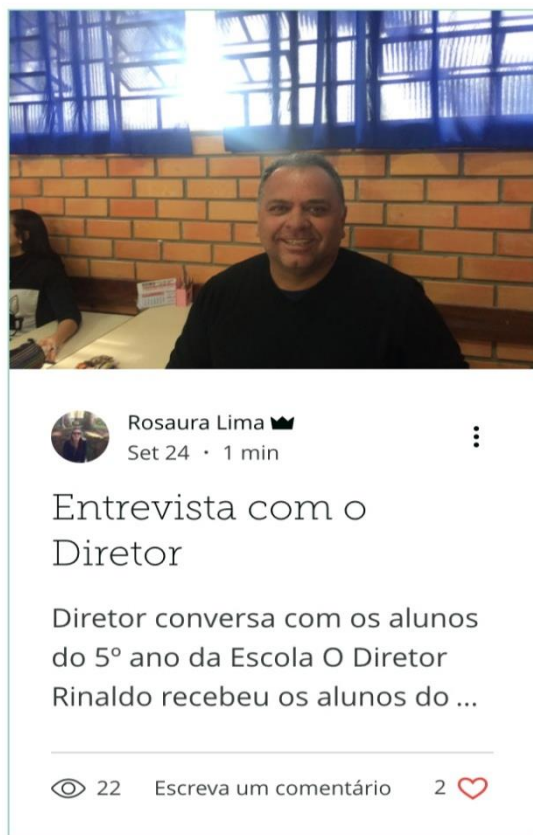 Rosaura Lima
Set 24 · 1 min
Entrevista com o
Diretor
Diretor conversa com os alunos
do 5º ano da Escola O Diretor
Rinaldo recebeu os alunos do ...
22 Escreva um comentário 2